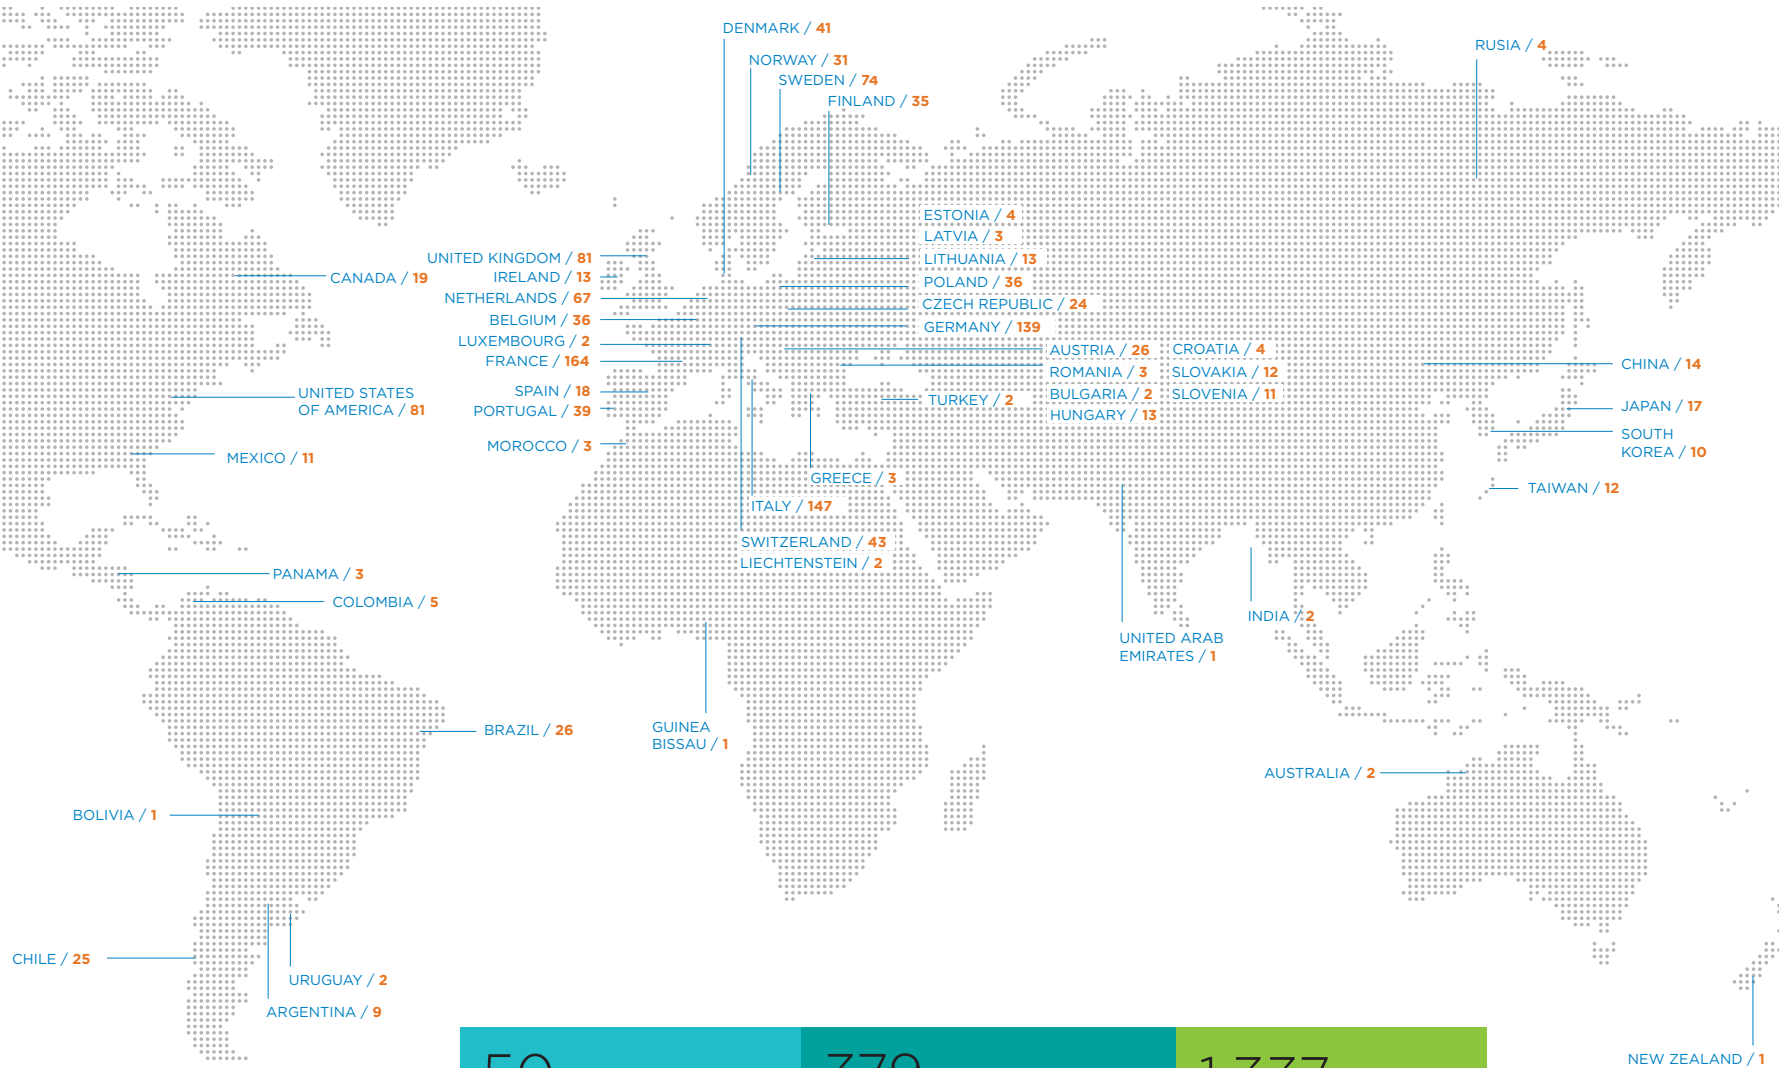 DENMARK / 41
NORWAY / 31
SWEDEN / 74
FINLAND / 35
RUSIA / 4
ESTONIA / 4
LATVIA / 3
LITHUANIA / 13
POLAND / 36
CZECH REPUBLIC / 24
GERMANY / 139
UNITED KINGDOM / 81
IRELAND / 13
NETHERLANDS / 67
BELGIUM / 36
LUXEMBOURG / 2
FRANCE / 164
SPAIN / 18
PORTUGAL / 39
MOROCCO / 3
CANADA / 19
UNITED STATES
OF AMERICA / 81
MEXICO / 11
AUSTRIA / 26
ROMANIA / 3
BULGARIA / 2
HUNGARY / 13
CROATIA / 4
SLOVAKIA / 12
SLOVENIA / 11
TURKEY / 2
GREECE / 3
ITALY / 147
SWITZERLAND / 43
LIECHTENSTEIN / 2
CHINA / 14
JAPAN / 17
SOUTH
KOREA / 10
TAIWAN / 12
PANAMA / 3
COLOMBIA / 5
INDIA / 2
UNITED ARAB
EMIRATES / 1
BRAZIL / 26
GUINEA
BISSAU / 1
AUSTRALIA / 2
BOLIVIA / 1
CHILE / 25
URUGUAY / 2
ARGENTINA / 9
NEW ZEALAND / 1